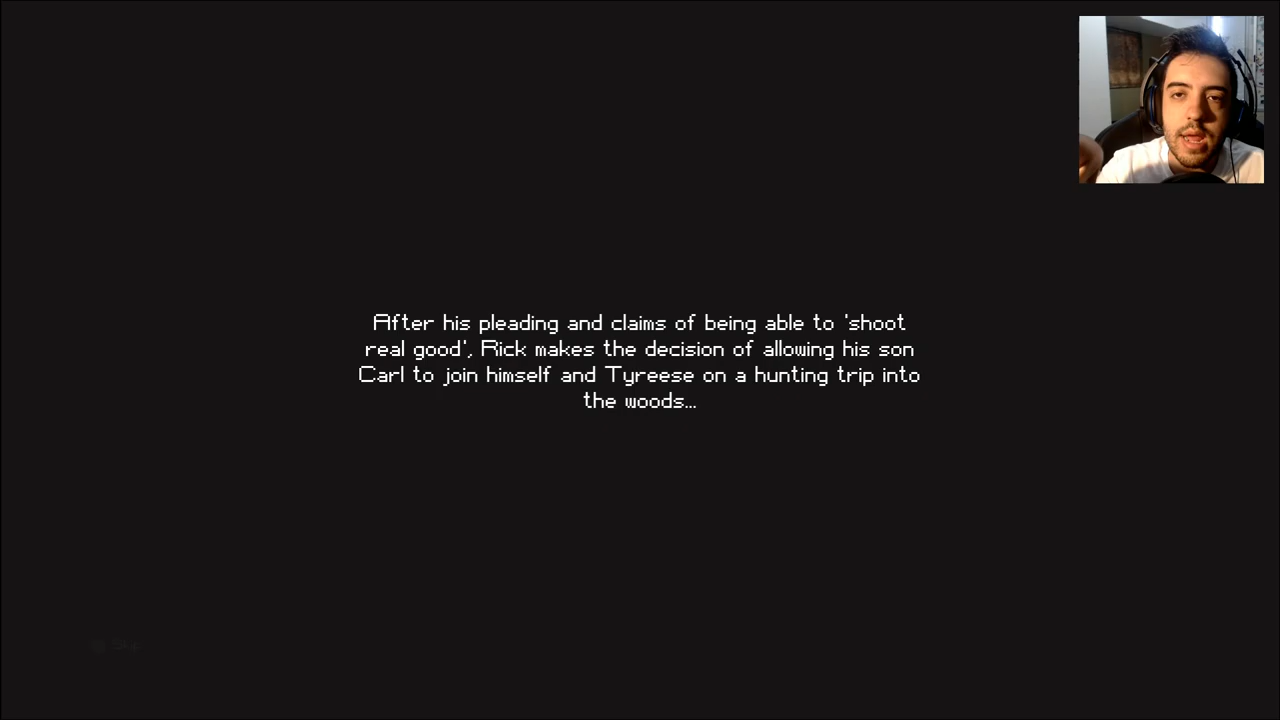 After his pleading and claims of being able to 'shoot
real good', Rick makes the decision of allowing his son
Carl to join himself and Tyreese on a hunting trip into
the woods...